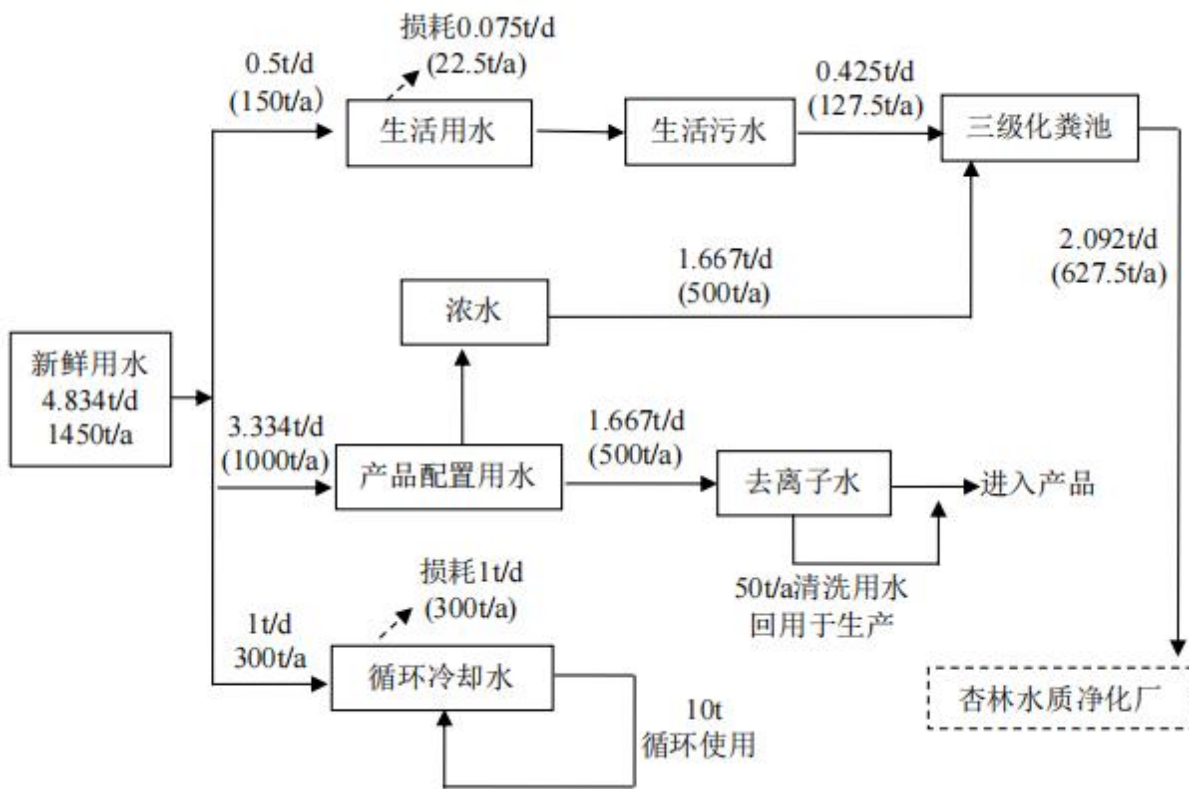 损耗0.075t/d
(22.5t/a)
0.5t/d
(150t/a)
0.425t/d
(127.5t/a)
生活用水
生活污水
三级化粪池
2.092t/d
(627.5t/a)
1.667t/d
(500t/a)
浓水
新鲜用水
4.834t/d
1450t/a
3.334t/d
(1000t/a)
1.667t/d
(500t/a)
产品配置用水
去离子水
进入产品
50t/a清洗用水
回用于生产
损耗1t/d
(300t/a)
1t/d
300t/a
循环冷却水
10t
循环使用
杏林水质净化厂